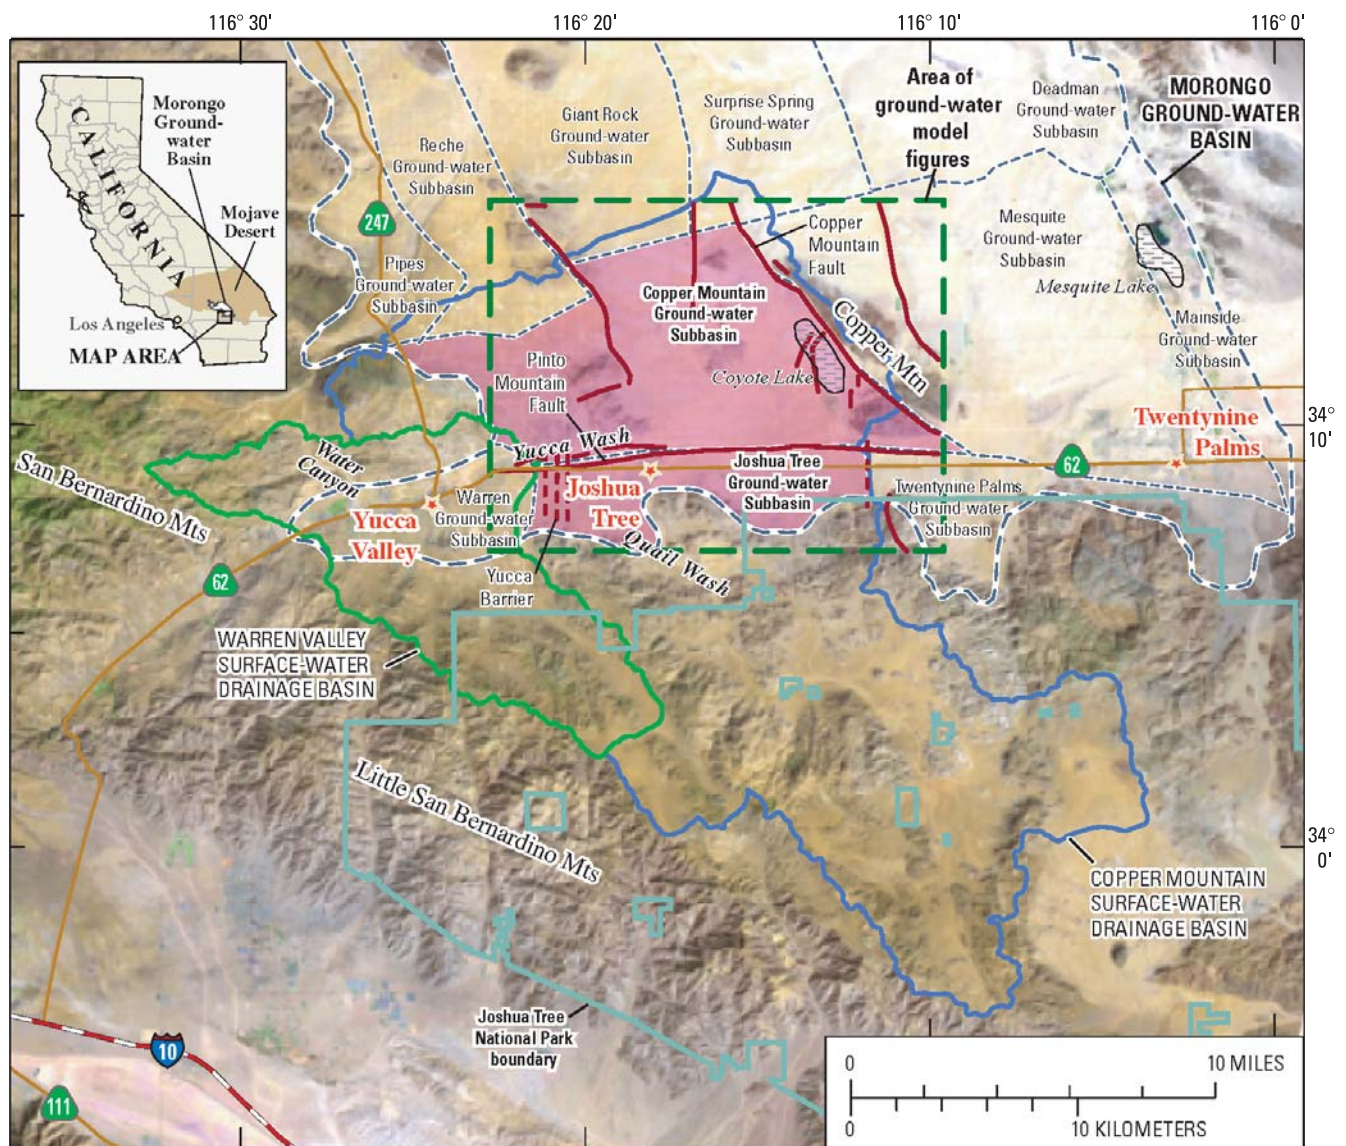 116° 30'
116° 20'
116° 10'
116° 0'
CALIFORNIA
Morongo
Ground-
water
Basin
Mojave
Desert
Los Angeles
MAP AREA
247
Reche
Ground-water
Subbasin
Giant Rock
Ground-water
Subbasin
Surprise Spring
Ground-water
Subbasin
Area of
ground-water
model
figures
Deadman
Ground-water
Subbasin
MORONGO
GROUND-WATER
BASIN
Pipes
Ground-water
Subbasin
Copper
Mountain
Fault
Mesquite
Ground-water
Subbasin
Mesquite Lake
Copper Mountain
Ground-water
Subbasin
Copper Mtn
Mainside
Ground-water
Subbasin
Pinto
Mountain
Fault
Coyote Lake
Twentynine
Palms
34°
10'
Yucca Wash
Water
Canyon
San Bernardino Mts
Joshua Tree
Ground-water
Subbasin
62
Joshua
Tree
Warren
Ground-water
Subbasin
Twentynine Palms
Ground-water
Subbasin
Yucca
Valley
Quail Wash
62
Yucca
Barrier
WARREN VALLEY
SURFACE-WATER
DRAINAGE BASIN
Little San Bernardino Mts
34°
0'
COPPER MOUNTAIN
SURFACE-WATER
DRAINAGE BASIN
Joshua Tree
National Park
boundary
10
111
0
10 MILES
0
10 KILOMETERS